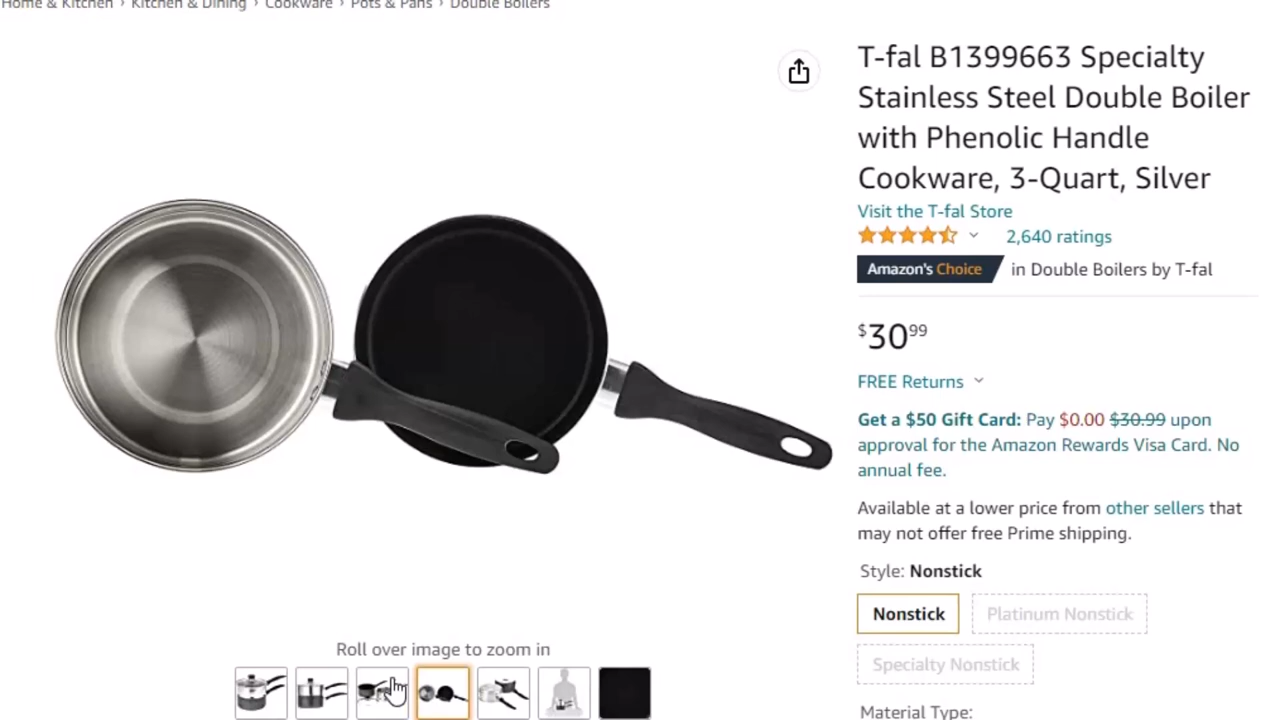 Home & Kitchen › Kitchen & Dining › Cookware › Pots & Pans › Double Boilers
T-fal B1399663 Specialty
Stainless Steel Double Boiler
with Phenolic Handle
Cookware, 3-Quart, Silver
Visit the T-fal Store
2,640 ratings
Amazon's Choice in Double Boilers by T-fal
$3099
FREE Returns
Get a $50 Gift Card: Pay $0.00 $30.99 upon
approval for the Amazon Rewards Visa Card. No
annual fee.
Available at a lower price from other sellers that
may not offer free Prime shipping.
Style: Nonstick
Nonstick Platinum Nonstick
Specialty Nonstick
Material Type:
Roll over image to zoom in